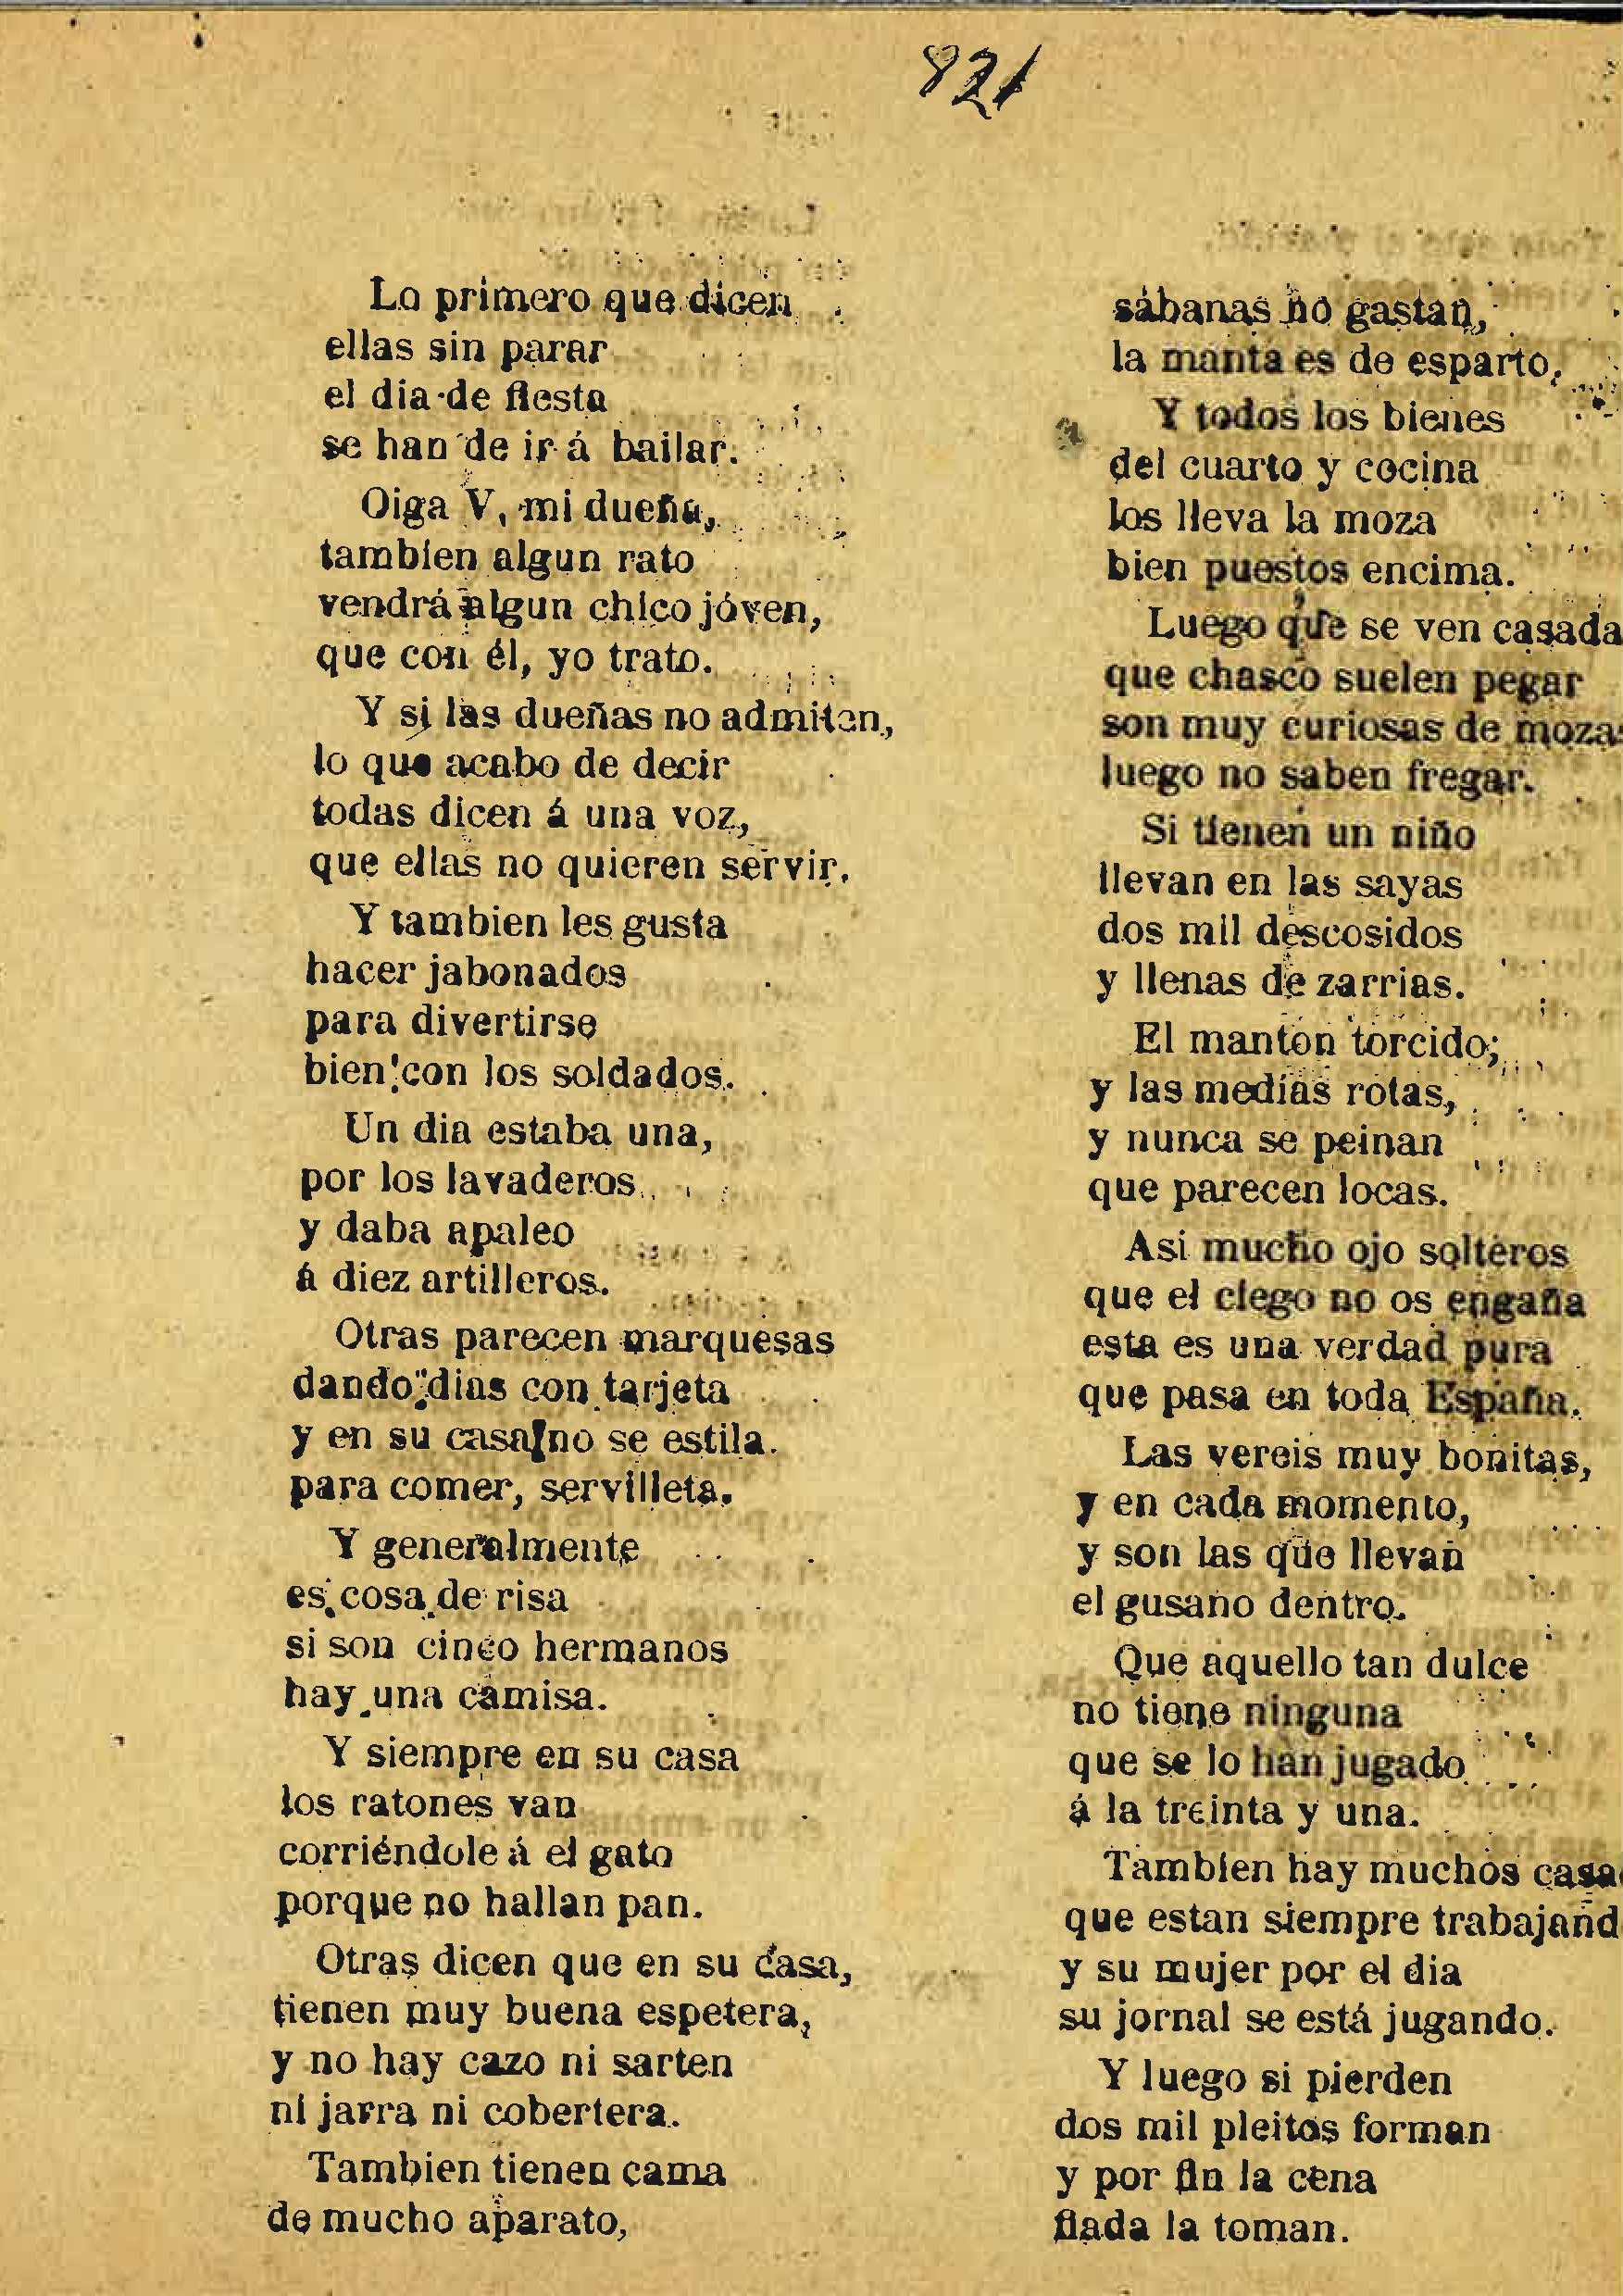 821
Lo primero que dicen
ellas sin parar
el dia de fiesta
se han de ir á bailar.
Oiga V, mi dueña,
tambien algun rato
vendrá algun chico jóven,
que con él, yo trato.
Y si las dueñas no admiten,
lo que acabo de decir
todas dicen á una voz,
que ellas no quieren servir.
Y tambien les gusta
hacer jabonados
para divertirse
bien con los soldados.
Un dia estaba una,
por los lavaderos
y daba apaleo
á diez artilleros.
Otras parecen marquesas
dando dias con tarjeta
y en su casa no se estila.
para comer, servilleta.
Y generalmente
es cosa de risa
si son cinco hermanos
hay una camisa.
Y siempre en su casa
los ratones van
corriéndole á el gato
porque no hallan pan.
Otras dicen que en su casa,
tienen muy buena espetera,
y no hay cazo ni sarten
ni jarra ni cobertera.
Tambien tienen cama
de mucho aparato,
sábanas no gastan,
la manta es de esparto,
Y todos los bienes
del cuarto y cocina
los lleva la moza
bien puestos encima.
Luego que se ven casada
que chasco suelen pegar
son muy curiosas de mozas
luego no saben fregar.
Si tienen un niño
llevan en las sayas
dos mil descosidos
y llenas de zarrias.
El manton torcido;
y las medias rotas,
y nunca se peinan
que parecen locas.
Asi mucho ojo solteros
que el ciego no os engaña
esta es una verdad pura
que pasa en toda España.
Las vereis muy bonitas,
y en cada momento,
y son las que llevan
el gusano dentro.
Que aquello tan dulce
no tiene ninguna
que se lo han jugado
á la treinta y una.
Tambien hay muchos casa
que estan siempre trabajand
y su mujer por el dia
su jornal se está jugando.
Y luego si pierden
dos mil pleitos forman
y por fin la cena
fiada la toman.